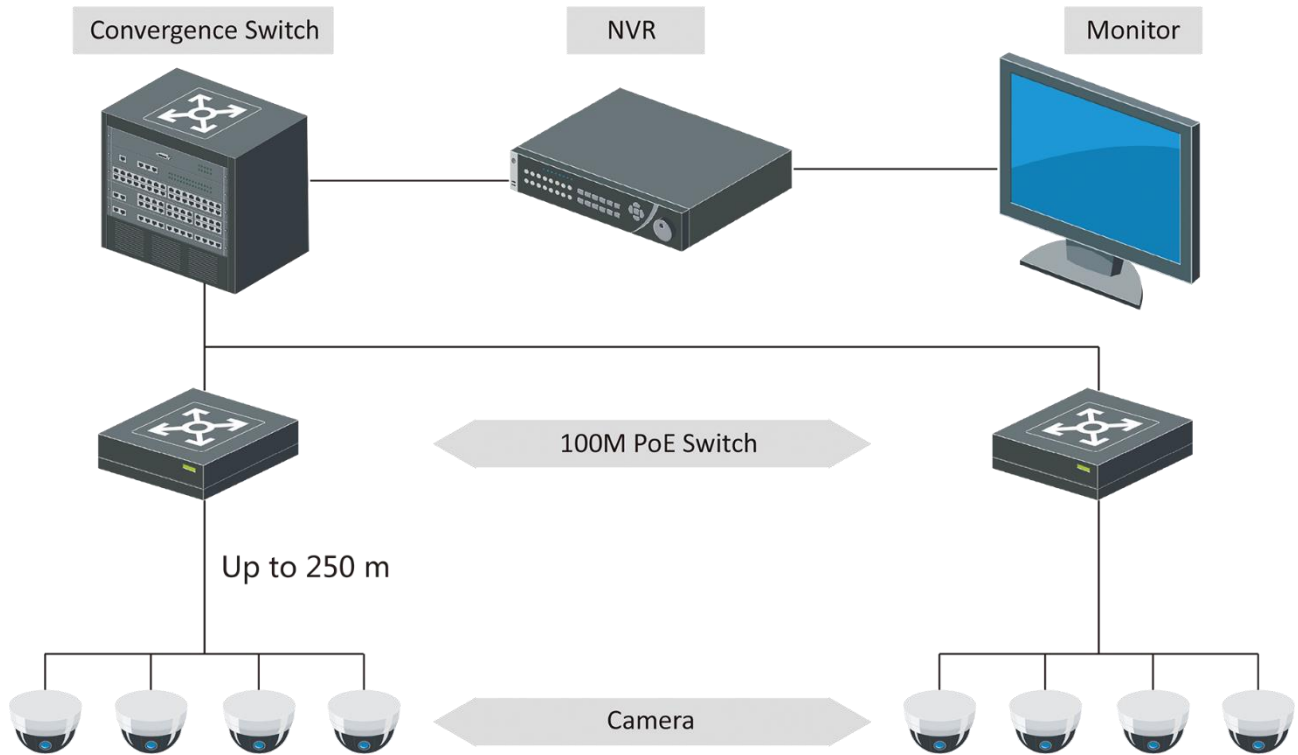 Convergence Switch
NVR
Monitor
100M PoE Switch
Up to 250 m
Camera